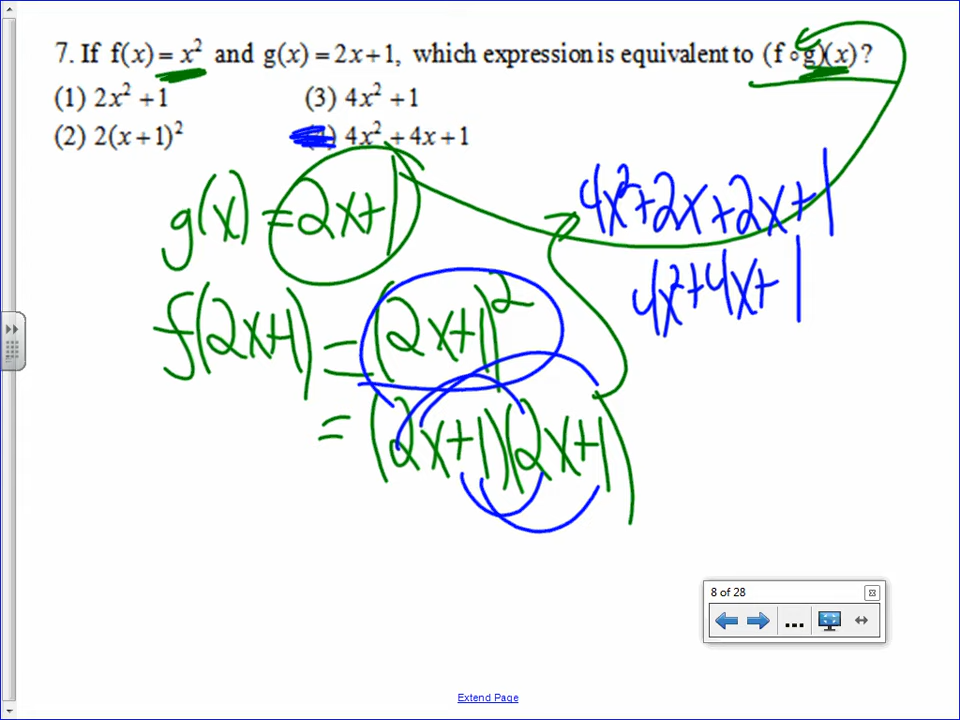 7. If f(x) = x² and g(x) = 2x+1, which expression is equivalent to (f∘g)(x)?
(1) 2x² +1 (3) 4x² +1
(2) 2(x+1)² 4x² + 4x + 1
g(x) = 2x+1
4x²+2x+2x+1
4x²+4x+1
f(2x+1) = (2x+1)²
= (2x+1)(2x+1)
8 of 28
...
Extend Page